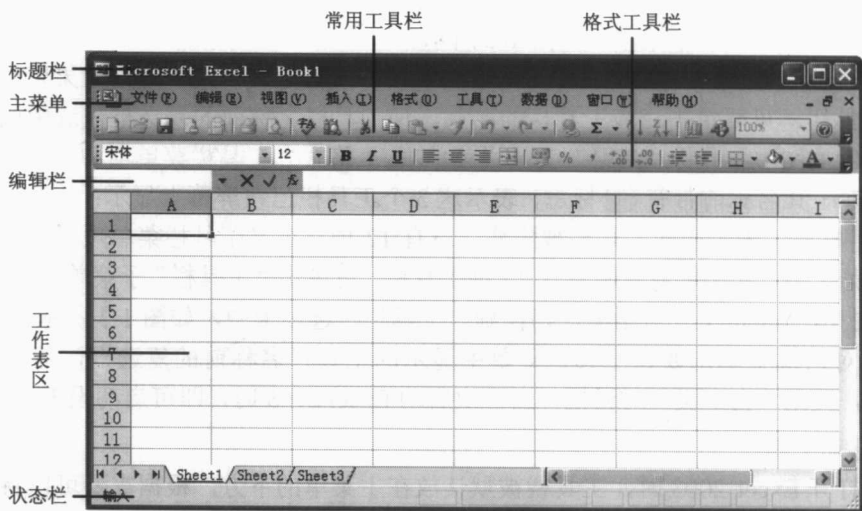 常用工具栏 格式工具栏
标题栏 Microsoft Excel - Book1
主菜单 文件(F) 编辑(E) 视图(V) 插入(I) 格式(O) 工具(T) 数据(D) 窗口(W) 帮助(H)
Σ 100%
宋体 12 B I U % , A
编辑栏 fx
A B C D E F G H I
1
2
3
4
5
6
7
8
9
10
11
12
工作表区
Sheet1 Sheet2 Sheet3
状态栏 输入